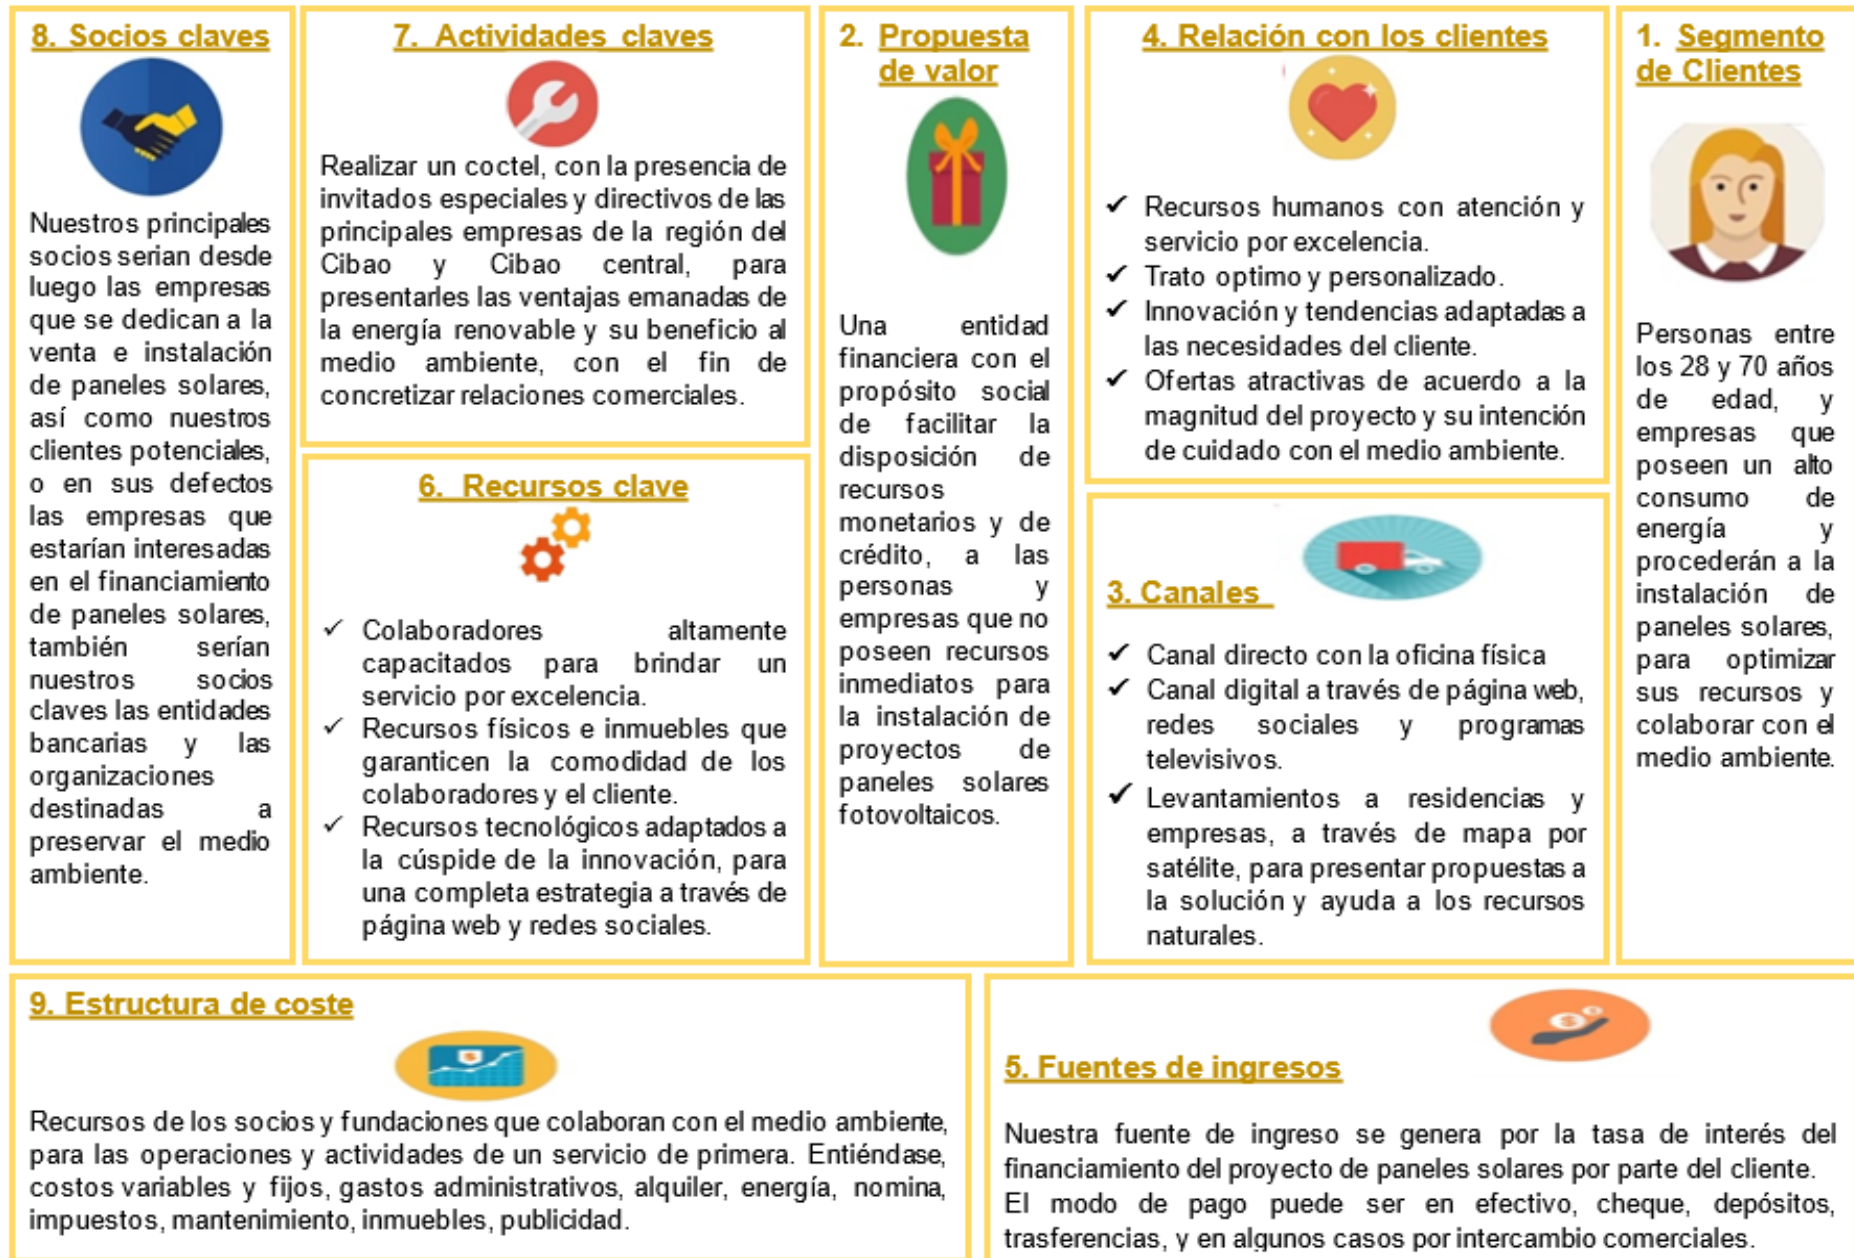 8. Socios claves
Nuestros principales
socios serian desde
luego las empresas
que se dedican a la
venta e instalación
de paneles solares,
así como nuestros
clientes potenciales,
o en sus defectos
las empresas que
estarían interesadas
en el financiamiento
de paneles solares,
también serían
nuestros socios
claves las entidades
bancarias y las
organizaciones
destinadas a
preservar el medio
ambiente.
7. Actividades claves
Realizar un coctel, con la presencia de
invitados especiales y directivos de las
principales empresas de la región del
Cibao y Cibao central, para
presentarles las ventajas emanadas de
la energía renovable y su beneficio al
medio ambiente, con el fin de
concretizar relaciones comerciales.
6. Recursos clave
✓ Colaboradores altamente
capacitados para brindar un
servicio por excelencia.
✓ Recursos físicos e inmuebles que
garanticen la comodidad de los
colaboradores y el cliente.
✓ Recursos tecnológicos adaptados a
la cúspide de la innovación, para
una completa estrategia a través de
página web y redes sociales.
2. Propuesta
de valor
Una entidad
financiera con el
propósito social
de facilitar la
disposición de
recursos
monetarios y de
crédito, a las
personas y
empresas que no
poseen recursos
inmediatos para
la instalación de
proyectos de
paneles solares
fotovoltaicos.
4. Relación con los clientes
✓ Recursos humanos con atención y
servicio por excelencia.
✓ Trato optimo y personalizado.
✓ Innovación y tendencias adaptadas a
las necesidades del cliente.
✓ Ofertas atractivas de acuerdo a la
magnitud del proyecto y su intención
de cuidado con el medio ambiente.
3. Canales
✓ Canal directo con la oficina física
✓ Canal digital a través de página web,
redes sociales y programas
televisivos.
✓ Levantamientos a residencias y
empresas, a través de mapa por
satélite, para presentar propuestas a
la solución y ayuda a los recursos
naturales.
1. Segmento
de Clientes
Personas entre
los 28 y 70 años
de edad, y
empresas que
poseen un alto
consumo de
energía y
procederán a la
instalación de
paneles solares,
para optimizar
sus recursos y
colaborar con el
medio ambiente.
9. Estructura de coste
Recursos de los socios y fundaciones que colaboran con el medio ambiente,
para las operaciones y actividades de un servicio de primera. Entiéndase,
costos variables y fijos, gastos administrativos, alquiler, energía, nomina,
impuestos, mantenimiento, inmuebles, publicidad.
5. Fuentes de ingresos
Nuestra fuente de ingreso se genera por la tasa de interés del
financiamiento del proyecto de paneles solares por parte del cliente.
El modo de pago puede ser en efectivo, cheque, depósitos,
trasferencias, y en algunos casos por intercambio comerciales.